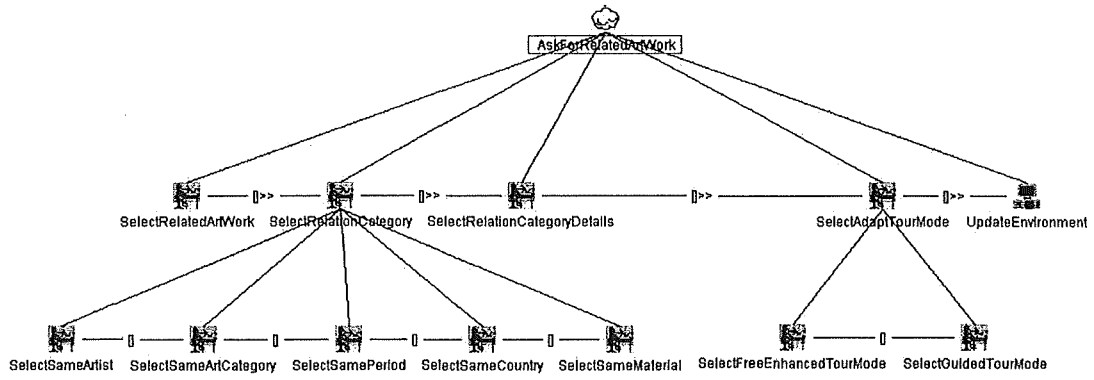 AskForRelatedArtWork
[]>> []>> []>> []>>
SelectRelatedArtWork SelectRelationCategory SelectRelationCategoryDetails SelectAdaptTourMode UpdateEnvironment
[] [] [] [] []
SelectSameArtist SelectSameArtCategory SelectSamePeriod SelectSameCountry SelectSameMaterial SelectFreeEnhancedTourMode SelectGuidedTourMode